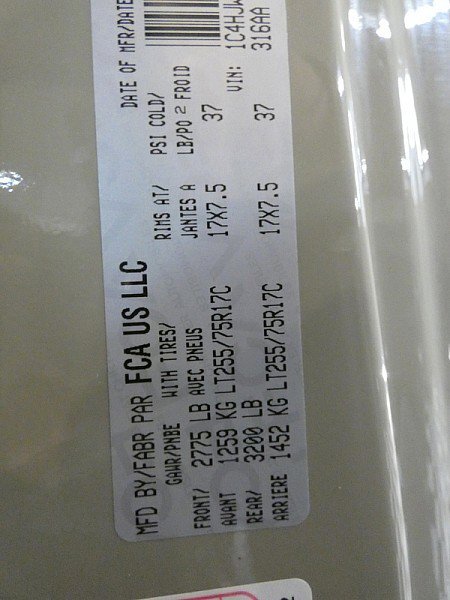 MFD BY/FABR PAR FCA US LLC DATE OF MFR/DATE
GAWR/PNBE WITH TIRES/ RIMS AT/ PSI COLD/
AVEC PNEUS JANTES A LB/PO 2 FROID
FRONT/ 2775 LB
AVANT 1259 KG LT255/75R17C 17X7.5 37
REAR/ 3200 LB VIN: 1C4HJW
ARRIERE 1452 KG LT255/75R17C 17X7.5 37 316AA